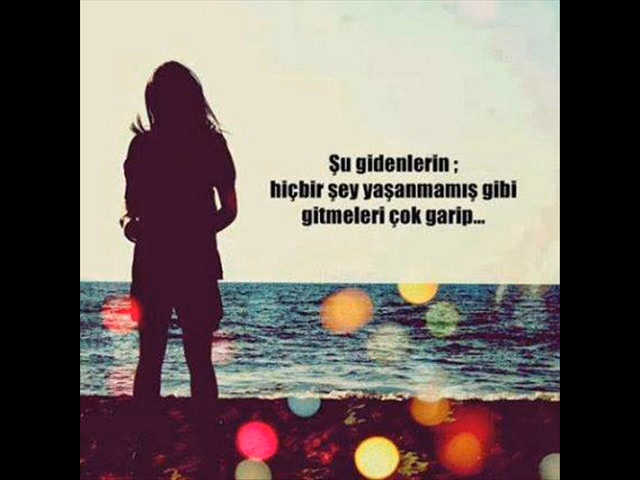 Şu gidenlerin ;
hiçbir şey yaşanmamış gibi
gitmeleri çok garip...